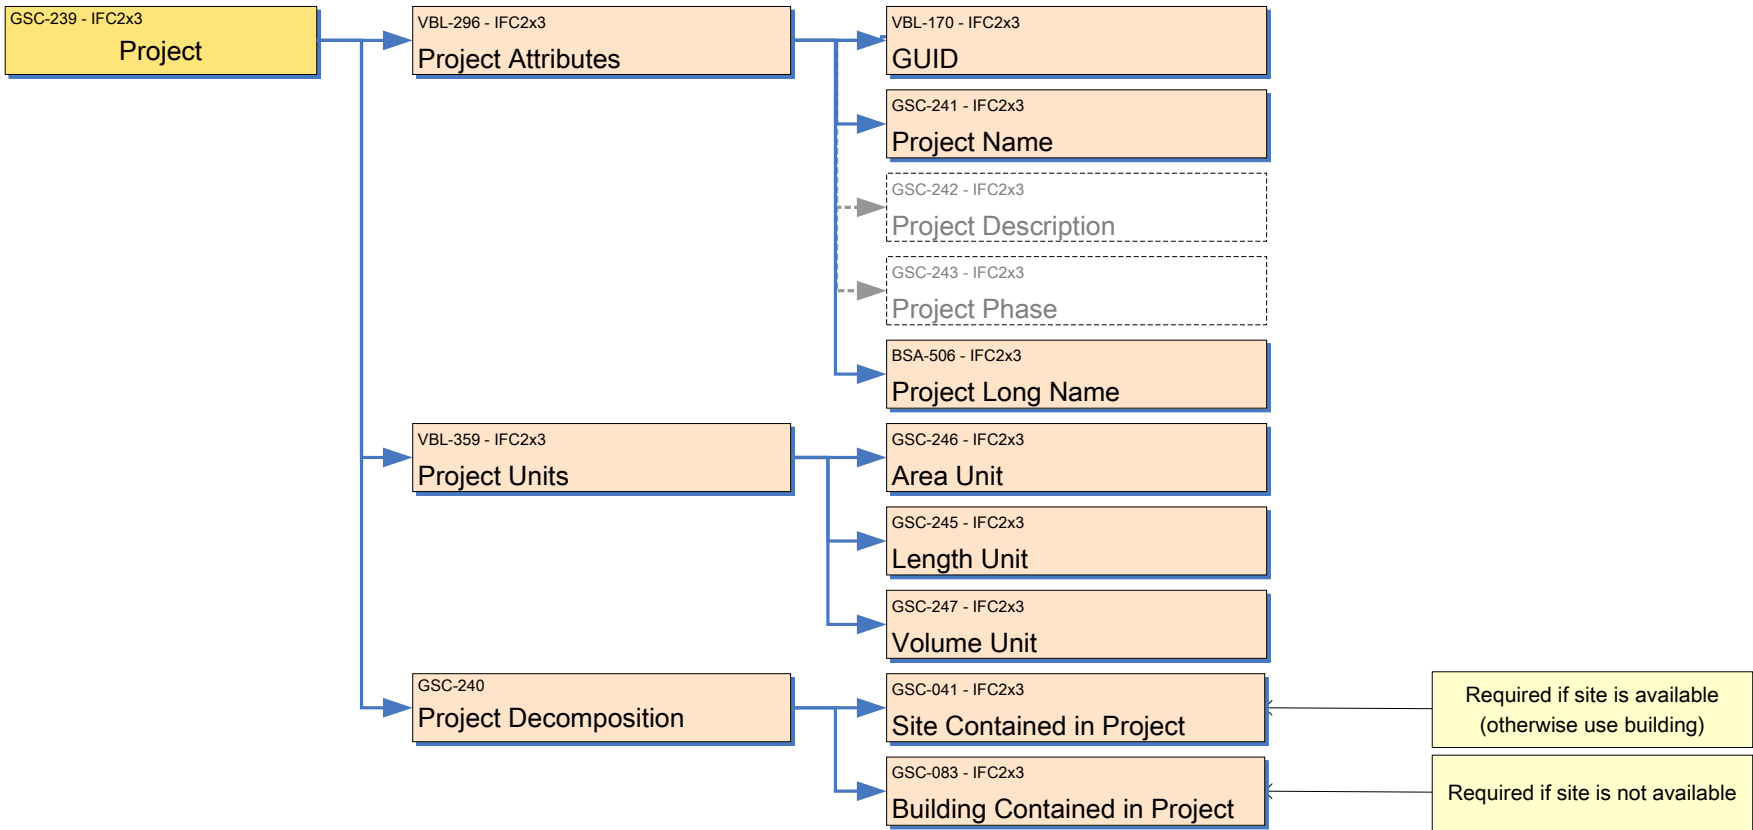 GSC-239 - IFC2x3
Project
VBL-296 - IFC2x3
Project Attributes
VBL-170 - IFC2x3
GUID
GSC-241 - IFC2x3
Project Name
GSC-242 - IFC2x3
Project Description
GSC-243 - IFC2x3
Project Phase
BSA-506 - IFC2x3
Project Long Name
VBL-359 - IFC2x3
Project Units
GSC-246 - IFC2x3
Area Unit
GSC-245 - IFC2x3
Length Unit
GSC-247 - IFC2x3
Volume Unit
GSC-240
Project Decomposition
GSC-041 - IFC2x3
Site Contained in Project
Required if site is available
(otherwise use building)
GSC-083 - IFC2x3
Building Contained in Project
Required if site is not available